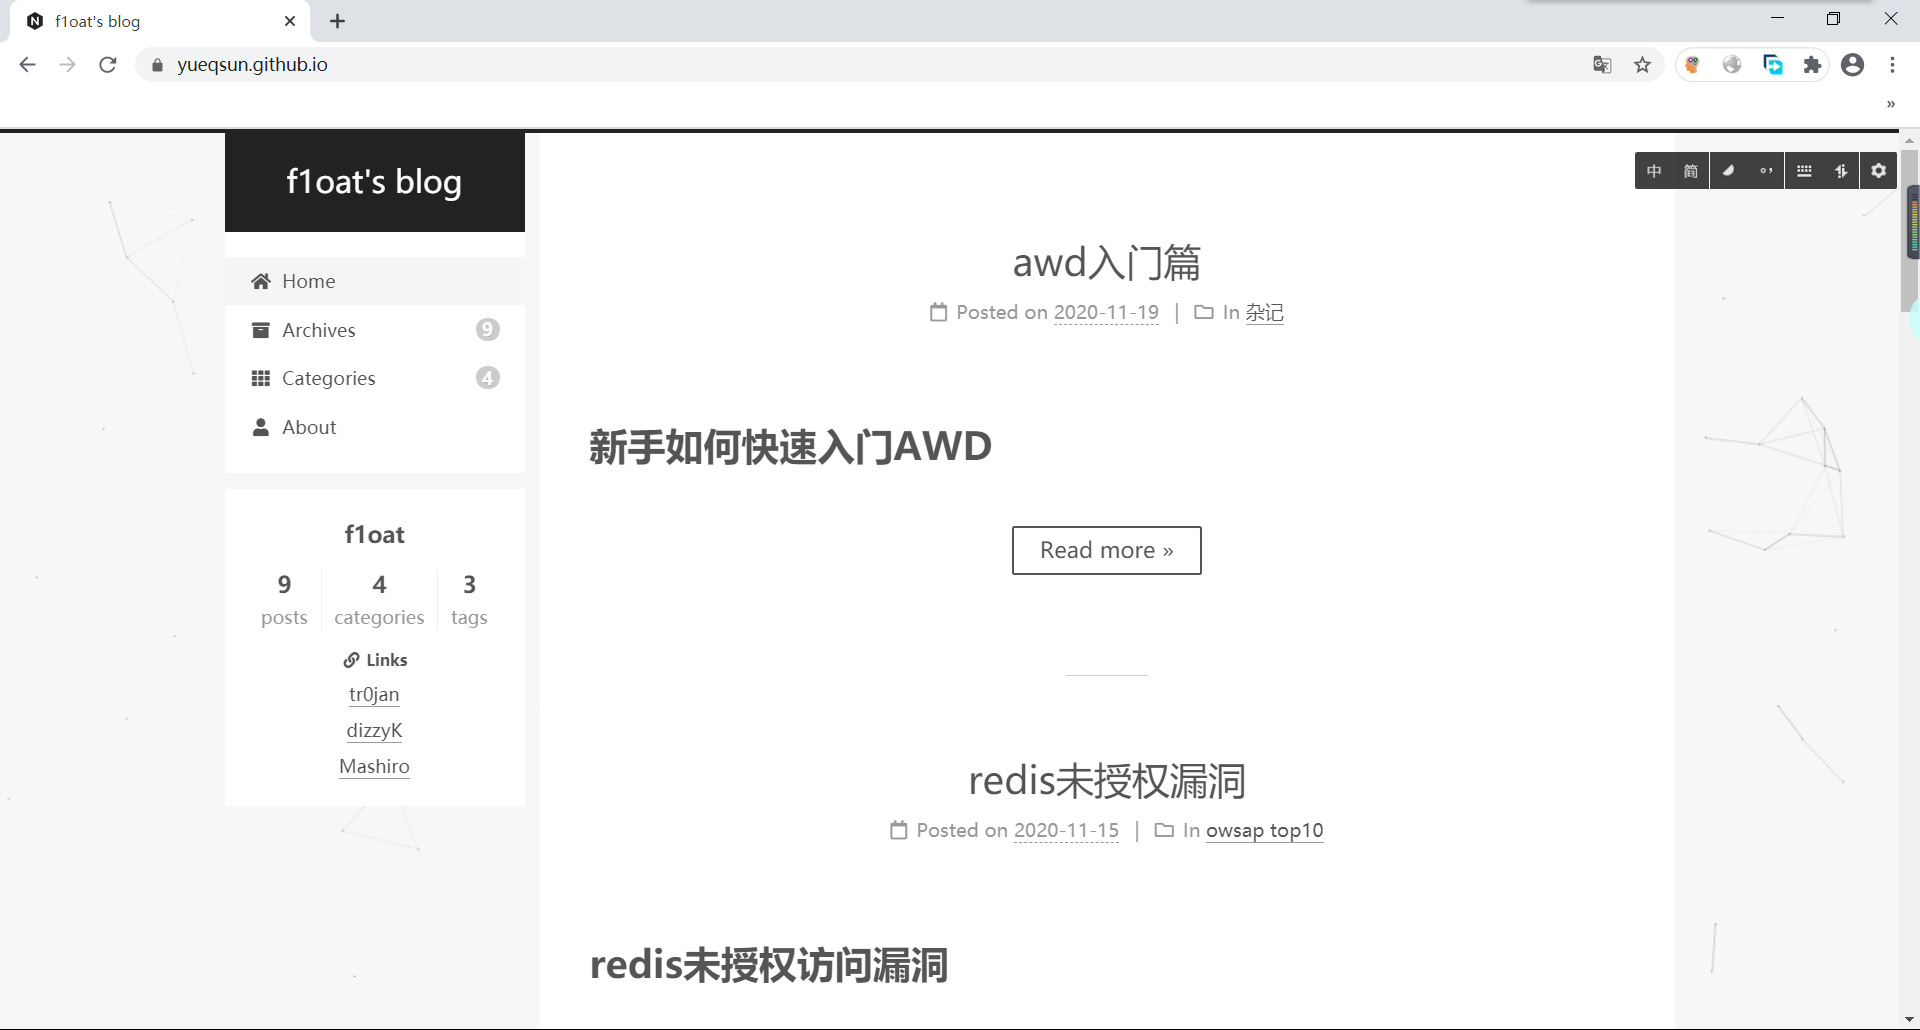 f1oat's blog
yueqsun.github.io
»
f1oat's blog
中 简
Home
Archives 9
Categories 4
About
f1oat
9 4 3
posts categories tags
Links
tr0jan
dizzyK
Mashiro
awd入门篇
Posted on 2020-11-19 | In 杂记
新手如何快速入门AWD
Read more »
redis未授权漏洞
Posted on 2020-11-15 | In owsap top10
redis未授权访问漏洞